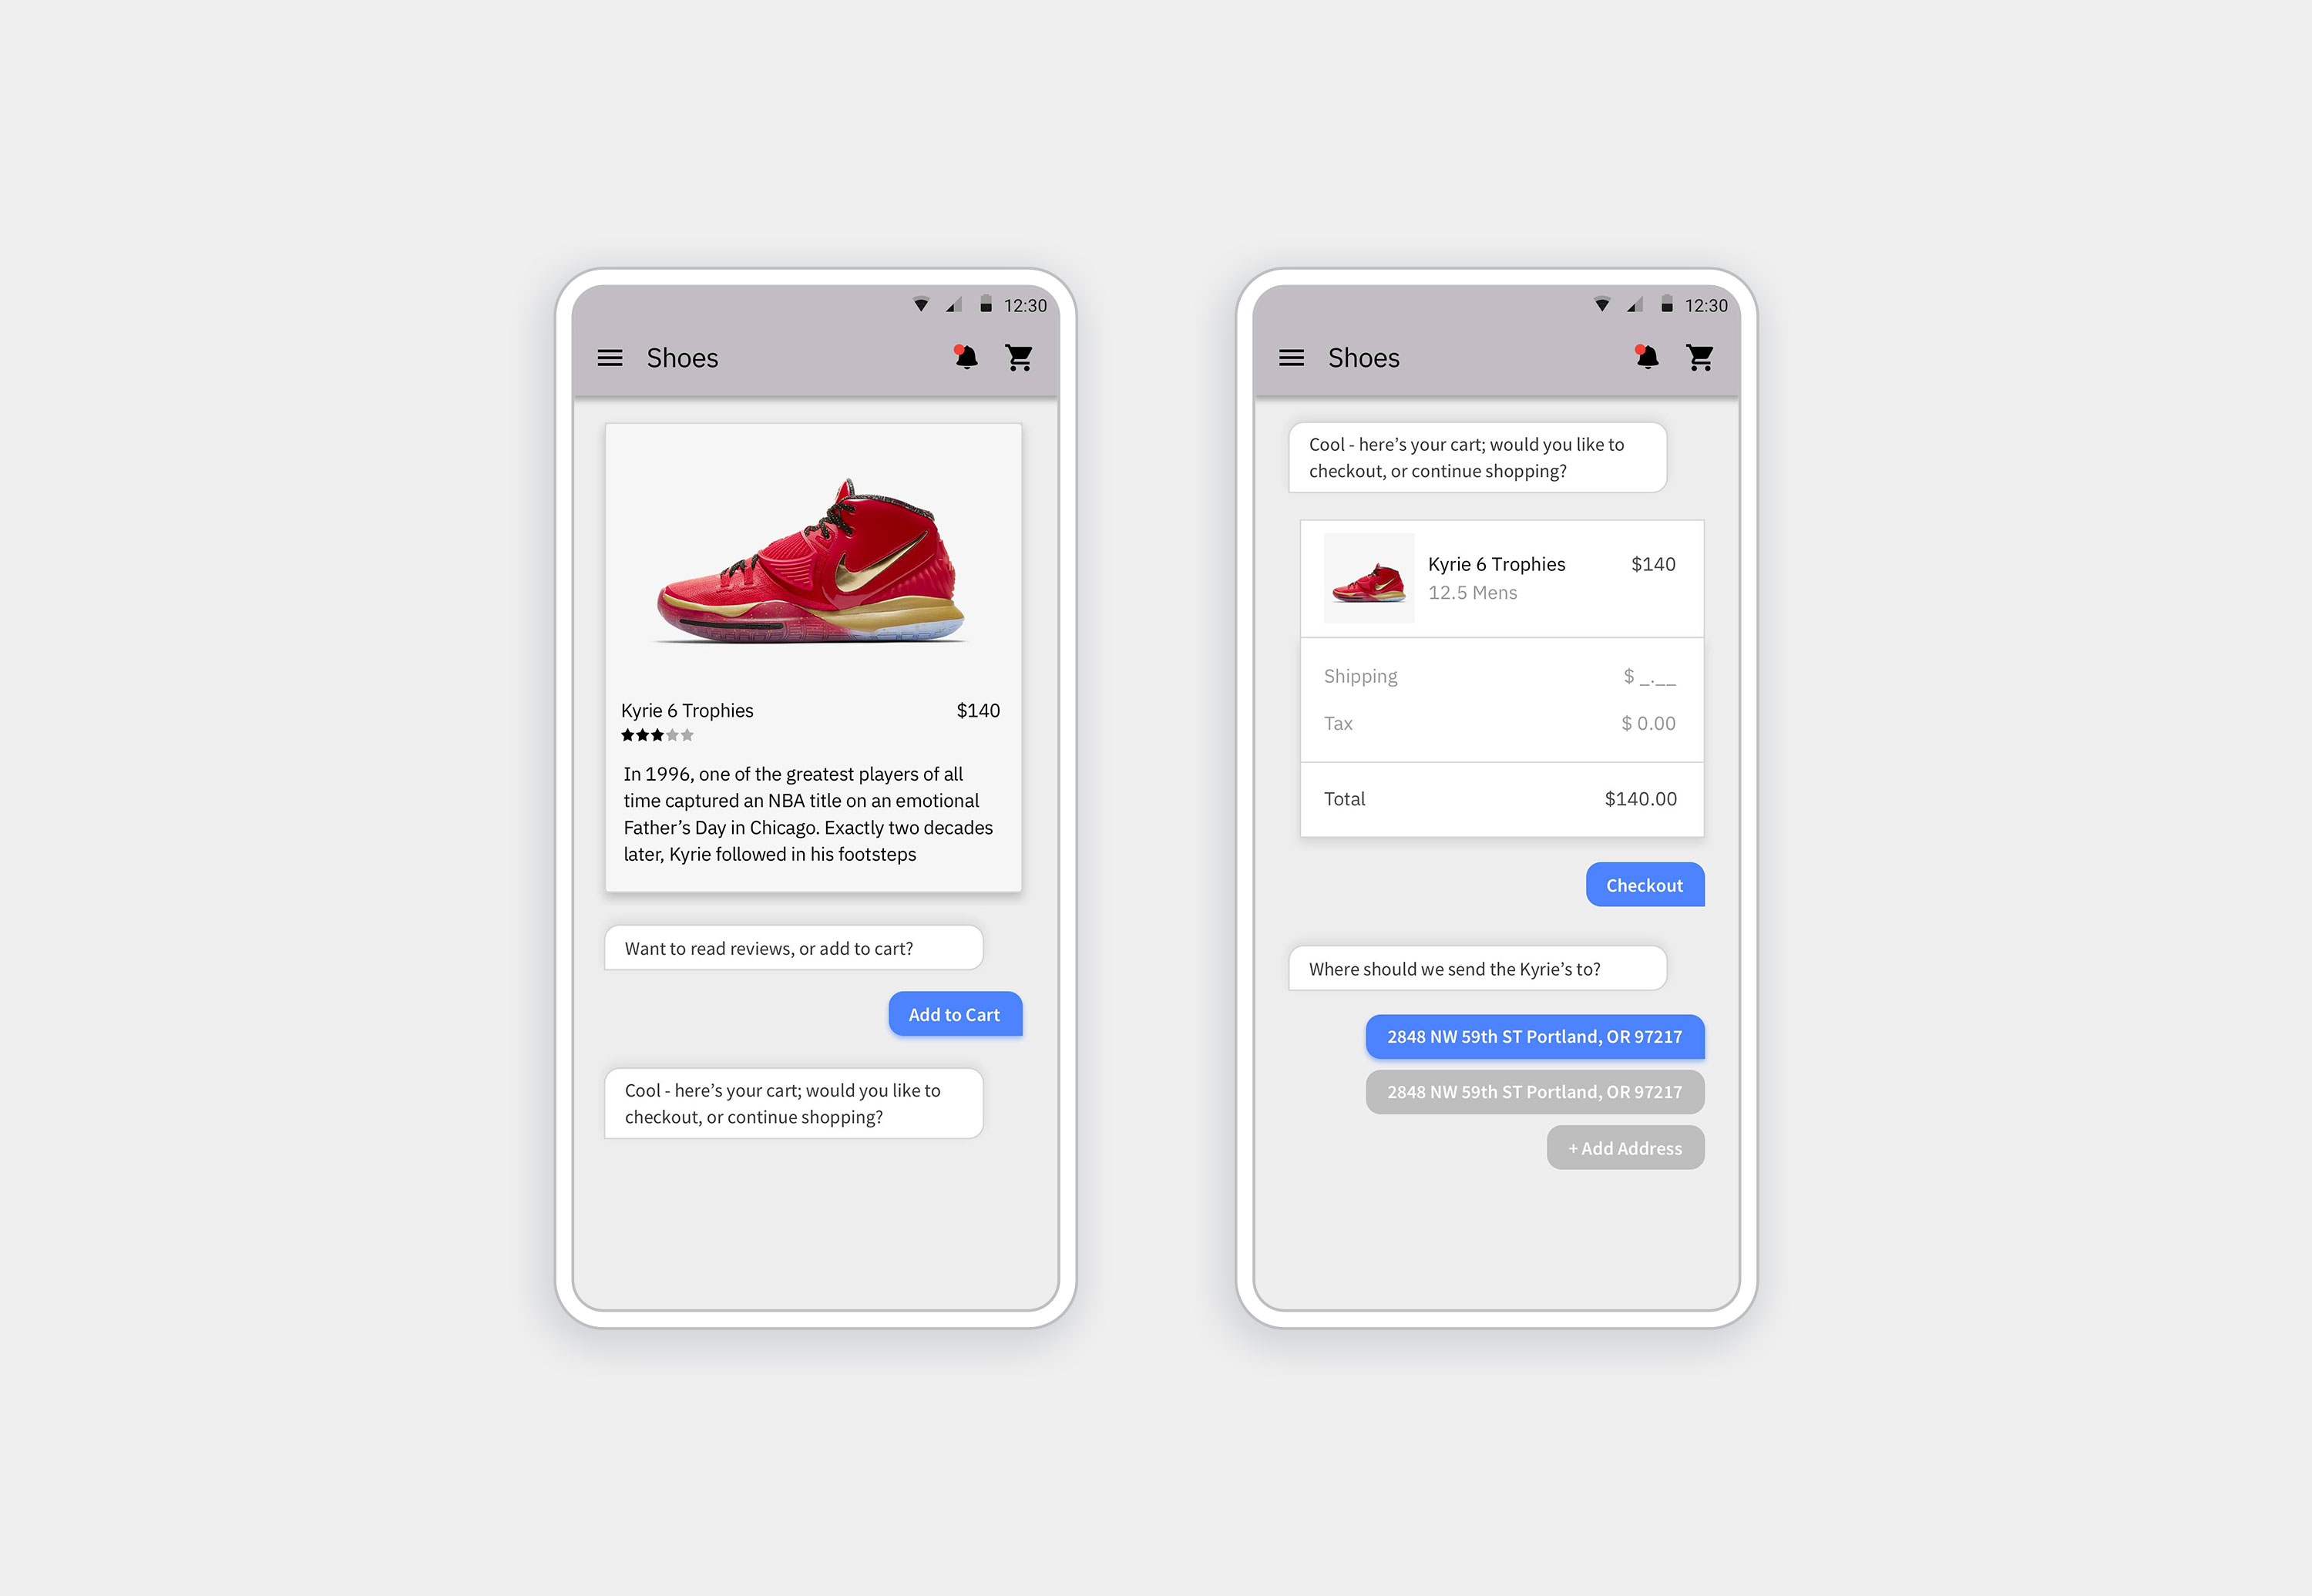 12:30
Shoes
Kyrie 6 Trophies $140
In 1996, one of the greatest players of all
time captured an NBA title on an emotional
Father’s Day in Chicago. Exactly two decades
later, Kyrie followed in his footsteps
Want to read reviews, or add to cart?
Add to Cart
Cool - here’s your cart; would you like to
checkout, or continue shopping?
12:30
Shoes
Cool - here’s your cart; would you like to
checkout, or continue shopping?
Kyrie 6 Trophies $140
12.5 Mens
Shipping $ _.__
Tax $ 0.00
Total $140.00
Checkout
Where should we send the Kyrie’s to?
2848 NW 59th ST Portland, OR 97217
2848 NW 59th ST Portland, OR 97217
+ Add Address